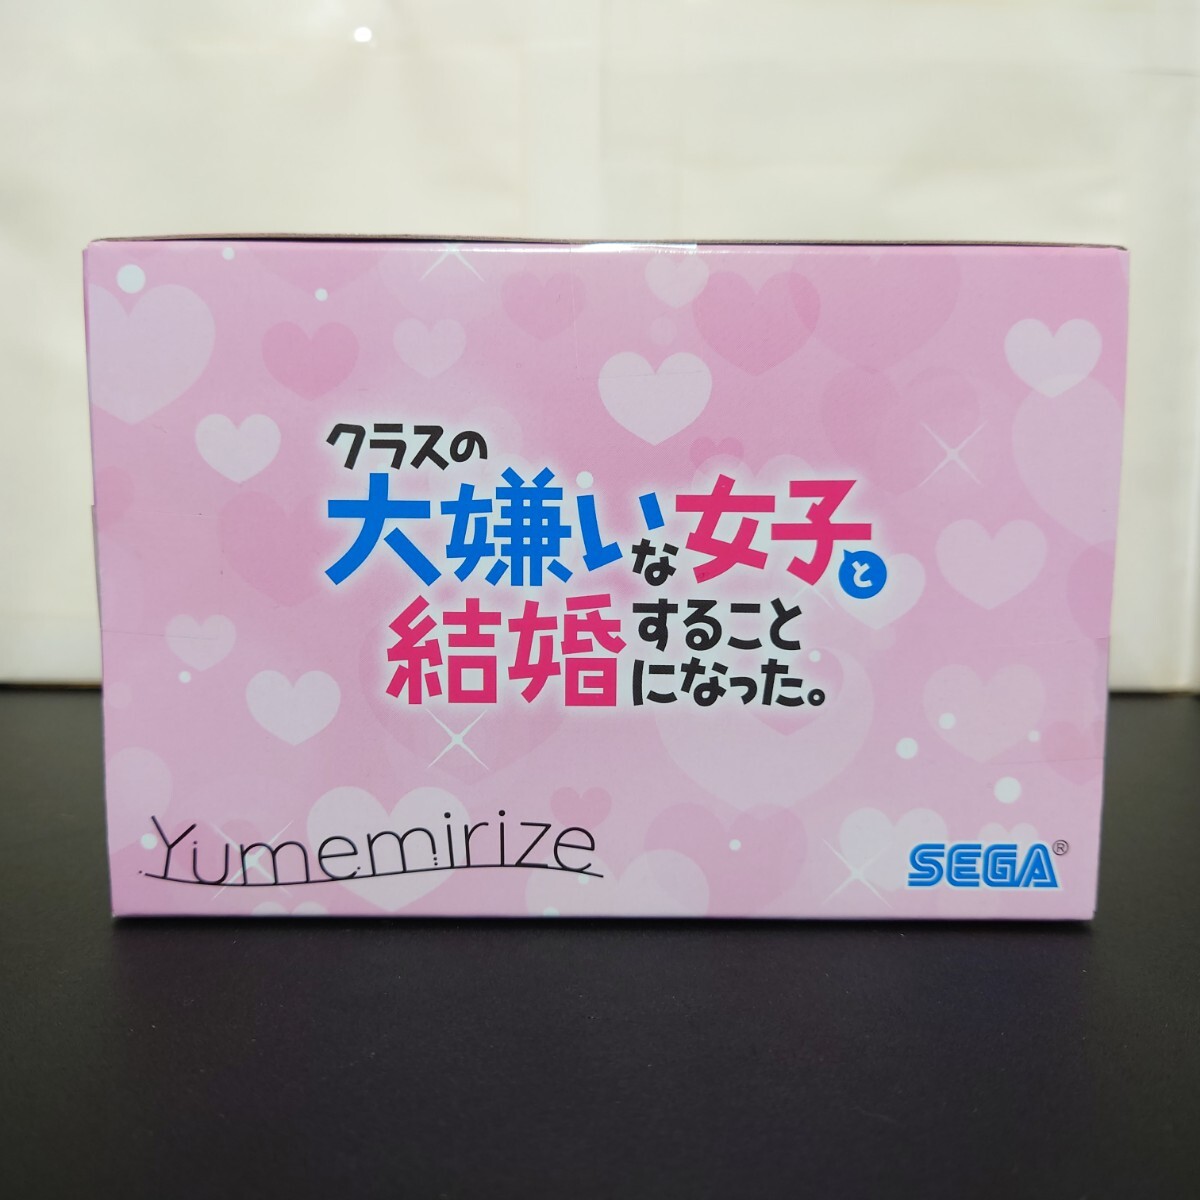 クラスの
大嫌いな女子と
結婚すること
になった。
Yumemirize
SEGA®